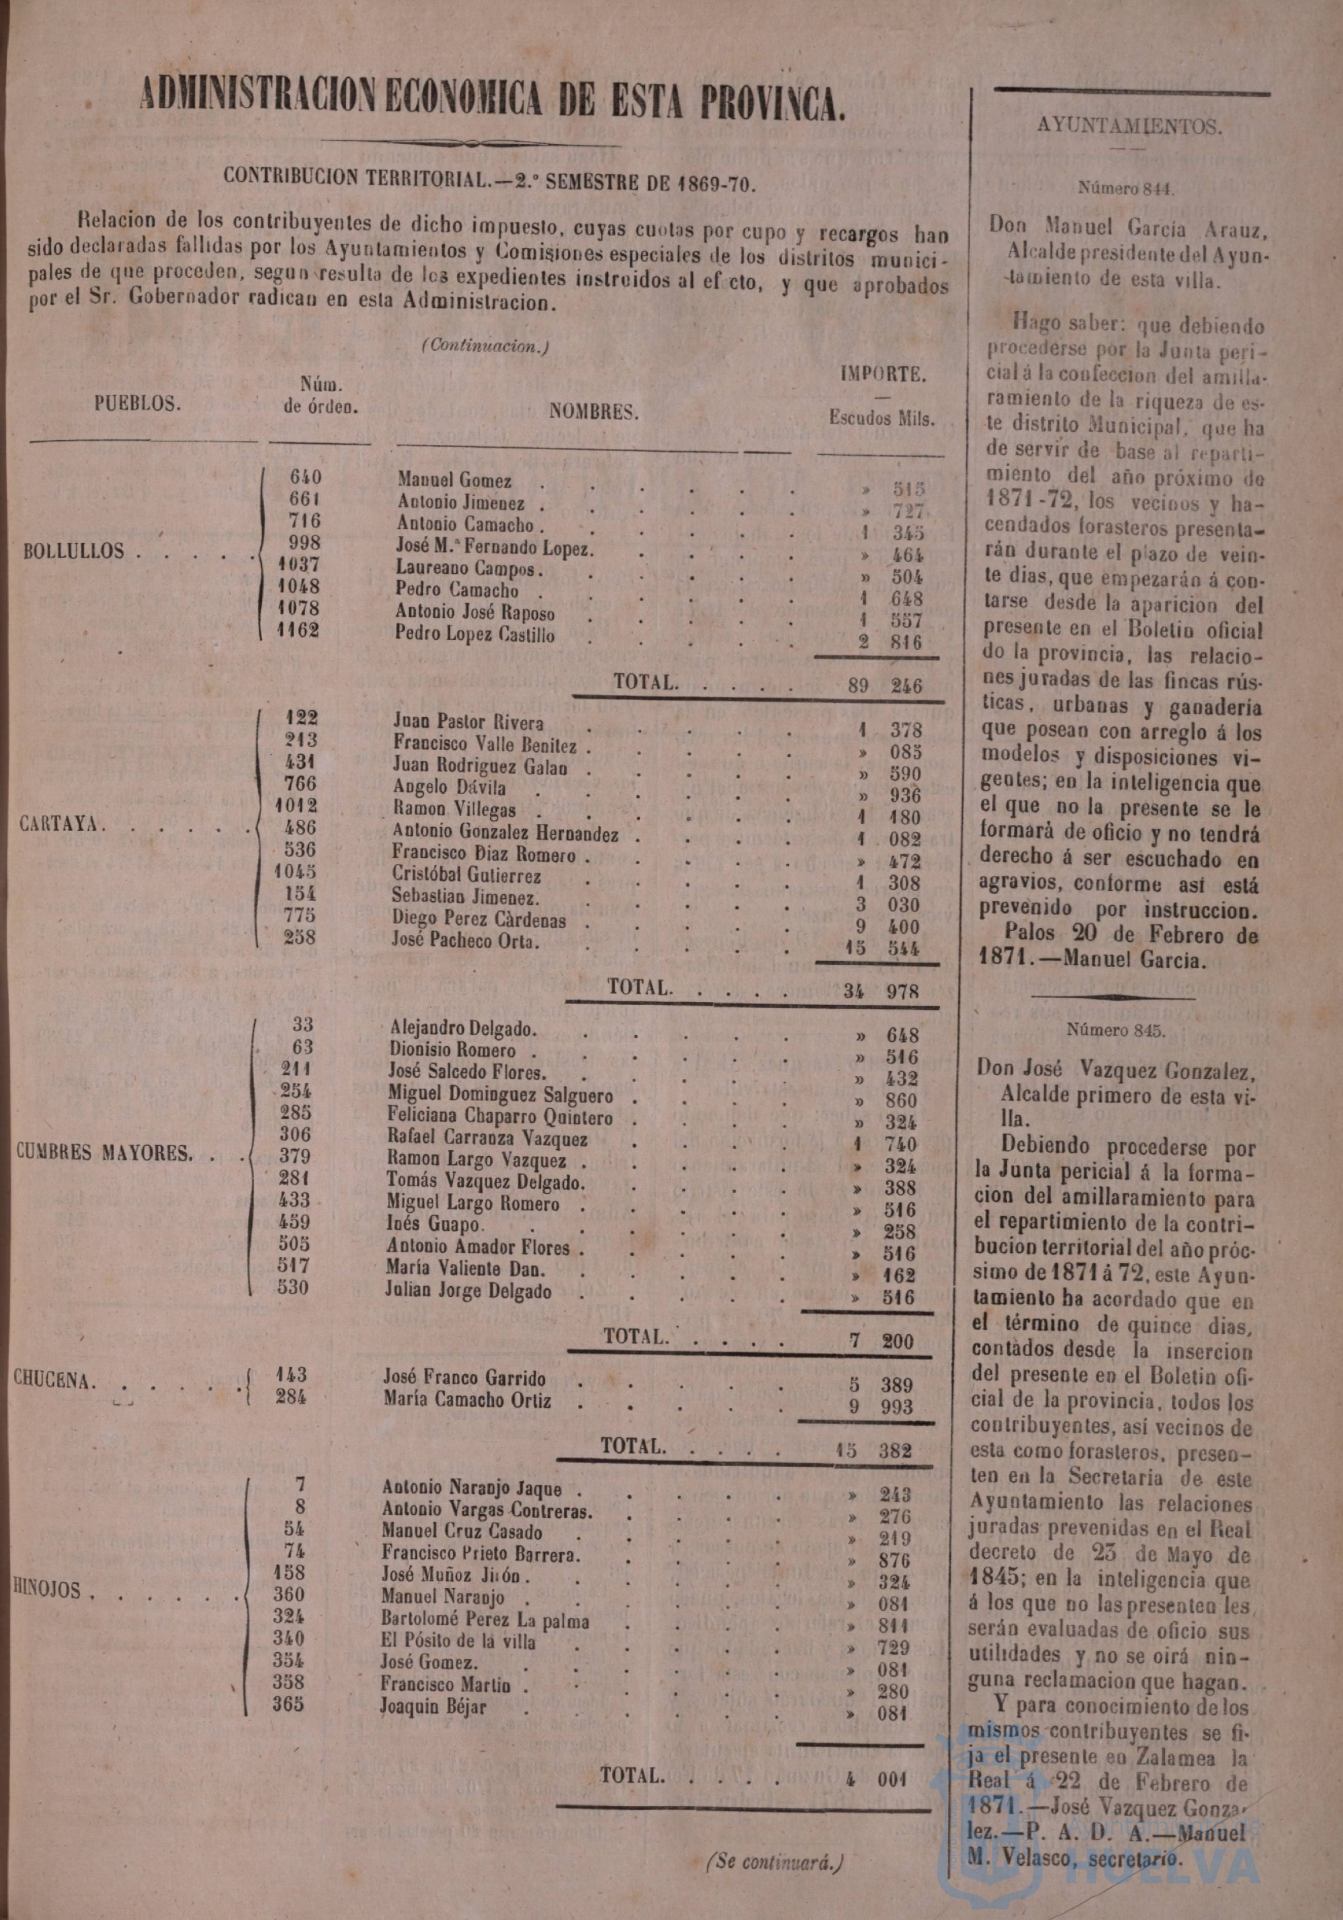 ADMINISTRACION ECONOMICA DE ESTA PROVINCA.
CONTRIBUCION TERRITORIAL.—2.º SEMESTRE DE 1869-70.
Relacion de los contribuyentes de dicho impuesto, cuyas cuotas por cupo y recargos han
sido declaradas fallidas por los Ayuntamientos y Comisiones especiales de los distritos munici-
pales de que proceden, segun resulta de los expedientes instruidos al ef cto, y que aprobados
por el Sr. Gobernador radican en esta Administracion.
(Continuacion.)
PUEBLOS. Núm. de órden. NOMBRES. IMPORTE. Escudos Mils.
BOLLULLOS . . . . .
640 Manuel Gomez . . . . . . » 515
661 Antonio Jimenez . . . . . . » 727
716 Antonio Camacho . . . . . . 1 345
998 José M.ª Fernando Lopez. . . . . » 464
1037 Laureano Campos. . . . . . » 504
1048 Pedro Camacho . . . . . . 1 648
1078 Antonio José Raposo . . . . . 1 557
1162 Pedro Lopez Castillo . . . . . 2 816
TOTAL. . . . . 89 246
CARTAYA. . . . . .
122 Juan Pastor Rivera . . . . . 1 378
213 Francisco Valle Benitez . . . . . » 085
431 Juan Rodriguez Galan . . . . . » 590
766 Angelo Dávila . . . . . . » 936
1012 Ramon Villegas . . . . . . 1 180
486 Antonio Gonzalez Hernandez . . . . 1 082
536 Francisco Diaz Romero . . . . . » 472
1045 Cristóbal Gutierrez . . . . . 1 308
154 Sebastian Jimenez. . . . . . 3 030
775 Diego Perez Càrdenas . . . . . 9 400
258 José Pacheco Orta. . . . . . 15 544
TOTAL. . . . . 34 978
CUMBRES MAYORES. . .
33 Alejandro Delgado. . . . . . » 648
63 Dionisio Romero . . . . . . » 516
211 José Salcedo Flores. . . . . . » 432
254 Miguel Dominguez Salguero . . . . » 860
285 Feliciana Chaparro Quintero . . . . » 324
306 Rafael Carranza Vazquez . . . . 1 740
379 Ramon Largo Vazquez . . . . . » 324
281 Tomás Vazquez Delgado. . . . . » 388
433 Miguel Largo Romero . . . . . » 516
459 Inés Guapo. . . . . . » 258
505 Antonio Amador Flores . . . . . » 516
517 María Valiente Dan. . . . . . » 162
530 Julian Jorge Delgado . . . . . » 516
TOTAL. . . . . 7 200
CHUCENA. . . . . .
143 José Franco Garrido . . . . . 5 389
284 María Camacho Ortiz . . . . . 9 993
TOTAL. . . . . 15 382
HINOJOS . . . . . .
7 Antonio Naranjo Jaque . . . . . » 243
8 Antonio Vargas Contreras. . . . . » 276
54 Manuel Cruz Casado . . . . . » 219
74 Francisco Prieto Barrera. . . . . » 876
158 José Muñoz Jirón . . . . . . » 324
360 Manuel Naranjo . . . . . . » 081
324 Bartolomé Perez La palma . . . . » 811
340 El Pósito de la villa . . . . . » 729
354 José Gomez. . . . . . » 081
358 Francisco Martin . . . . . . » 280
365 Joaquín Béjar . . . . . . » 081
TOTAL. . . . . 4 001
(Se continuará.)
AYUNTAMIENTOS.
Número 844.
Don Manuel García Arauz,
Alcalde presidente del Ayun-
tamiento de esta villa.
Hago saber: que debiendo
procederse por la Junta peri-
cial á la confeccion del amilla-
ramiento de la riqueza de es-
te distrito Municipal, que ha
de servir de base al reparti-
miento del año próximo de
1871-72, los vecinos y ha-
cendados forasteros presenta-
rán durante el plazo de vein-
te dias, que empezarán á con-
tarse desde la aparicion del
presente en el Boletin oficial
do la provincia, las relacio-
nes juradas de las fincas rús-
ticas, urbanas y ganadería
que posean con arreglo á los
modelos y disposiciones vi-
gentes; en la inteligencia que
el que no la presente se le
formará de oficio y no tendrá
derecho á ser escuchado en
agravios, conforme así está
prevenido por instruccion.
Palos 20 de Febrero de
1871.—Manuel Garcia.
Número 845.
Don José Vazquez Gonzalez,
Alcalde primero de esta vi-
lla.
Debiendo procederse por
la Junta pericial á la forma-
cion del amillaramiento para
el repartimiento de la contri-
bucion territorial del año próc-
simo de 1871 á 72, este Ayun-
tamiento ha acordado que en
el término de quince dias,
contàdos desde la insercion
del presente en el Boletin ofi-
cial de la provincia, todos los
contribuyentes, así vecinos de
esta como forasteros, presen-
ten en la Secretaria de este
Ayuntamiento las relaciones
juradas prevenidas en el Real
decreto de 23 de Mayo de
1845; en la inteligencia que
á los que no las presenten les
serán evaluadas de oficio sus
utilidades y no se oirá nin-
guna reclamacion que hagan.
Y para conocimiento de los
mismos contribuyentes se fi-
ja el presente en Zalamea la
Real á 22 de Febrero de
1871.—José Vazquez Gonza-
lez.—P. A. D. A.—Manuel
M. Velasco, secretario.
HUELVA